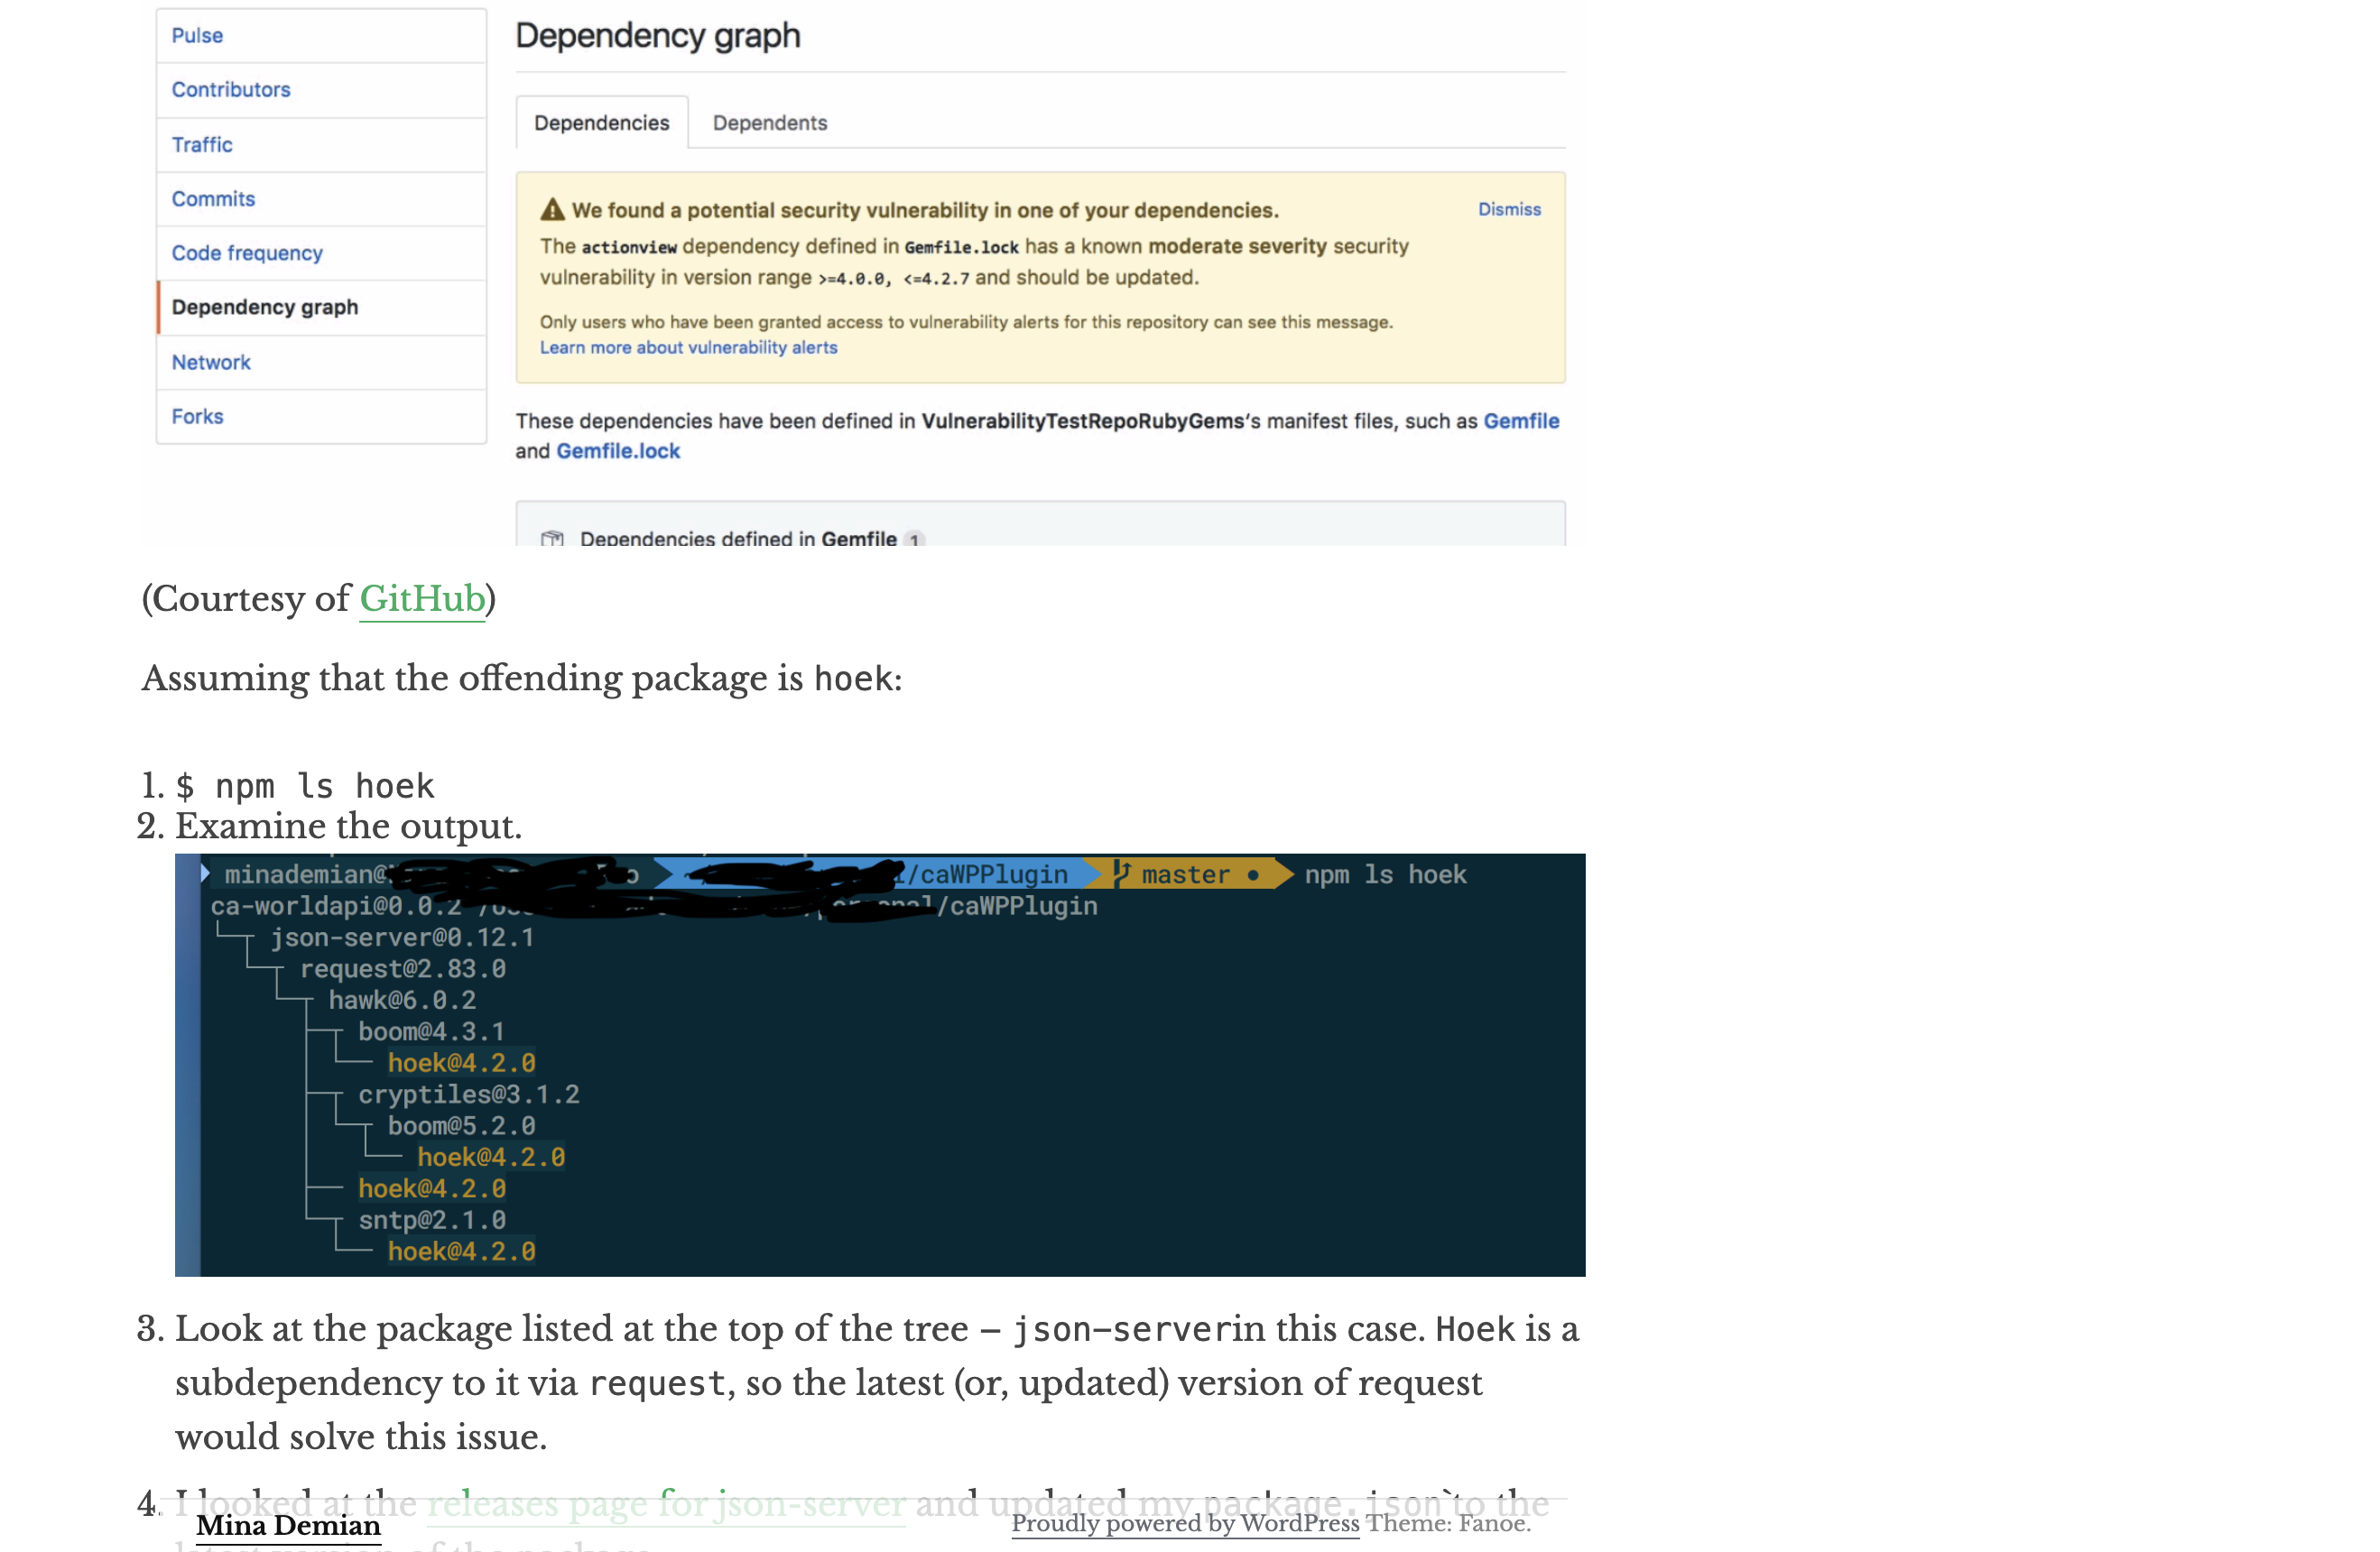 Pulse
Contributors
Traffic
Commits
Code frequency
Dependency graph
Network
Forks
Dependency graph
Dependencies Dependents
We found a potential security vulnerability in one of your dependencies. Dismiss
The actionview dependency defined in Gemfile.lock has a known moderate severity security
vulnerability in version range >=4.0.0, <=4.2.7 and should be updated.
Only users who have been granted access to vulnerability alerts for this repository can see this message.
Learn more about vulnerability alerts
These dependencies have been defined in VulnerabilityTestRepoRubyGems's manifest files, such as Gemfile
and Gemfile.lock
Dependencies defined in Gemfile 1
(Courtesy of GitHub)
Assuming that the offending package is hoek:
1. $ npm ls hoek
2. Examine the output.
minademian@ /caWPPlugin master ● npm ls hoek
ca-worldapi@0.0.2 /caWPPlugin
json-server@0.12.1
request@2.83.0
hawk@6.0.2
boom@4.3.1
hoek@4.2.0
cryptiles@3.1.2
boom@5.2.0
hoek@4.2.0
hoek@4.2.0
sntp@2.1.0
hoek@4.2.0
3. Look at the package listed at the top of the tree – json-serverin this case. Hoek is a
subdependency to it via request, so the latest (or, updated) version of request
would solve this issue.
4. I looked at the releases page for json-server and updated my package.json`to the
Mina Demian Proudly powered by WordPress Theme: Fanoe.